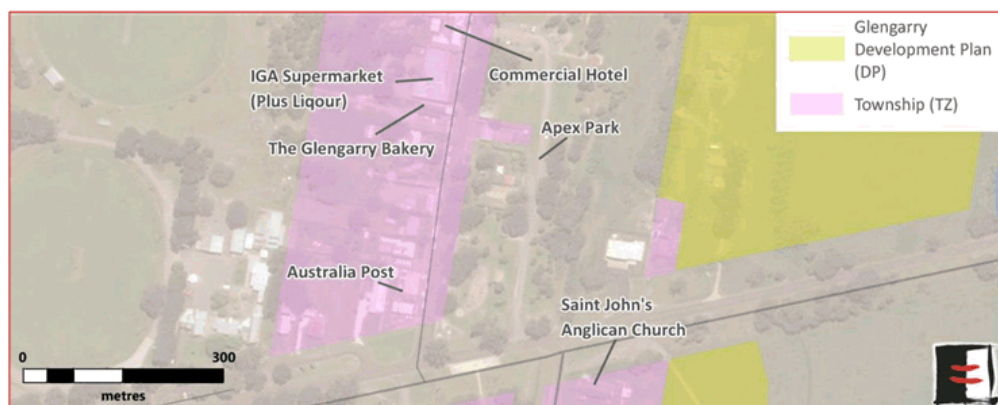 Glengarry
Development Plan
(DP)
Township (TZ)
IGA Supermarket
(Plus Liqour)
Commercial Hotel
The Glengarry Bakery
Apex Park
Australia Post
Saint John's
Anglican Church
0 300
metres